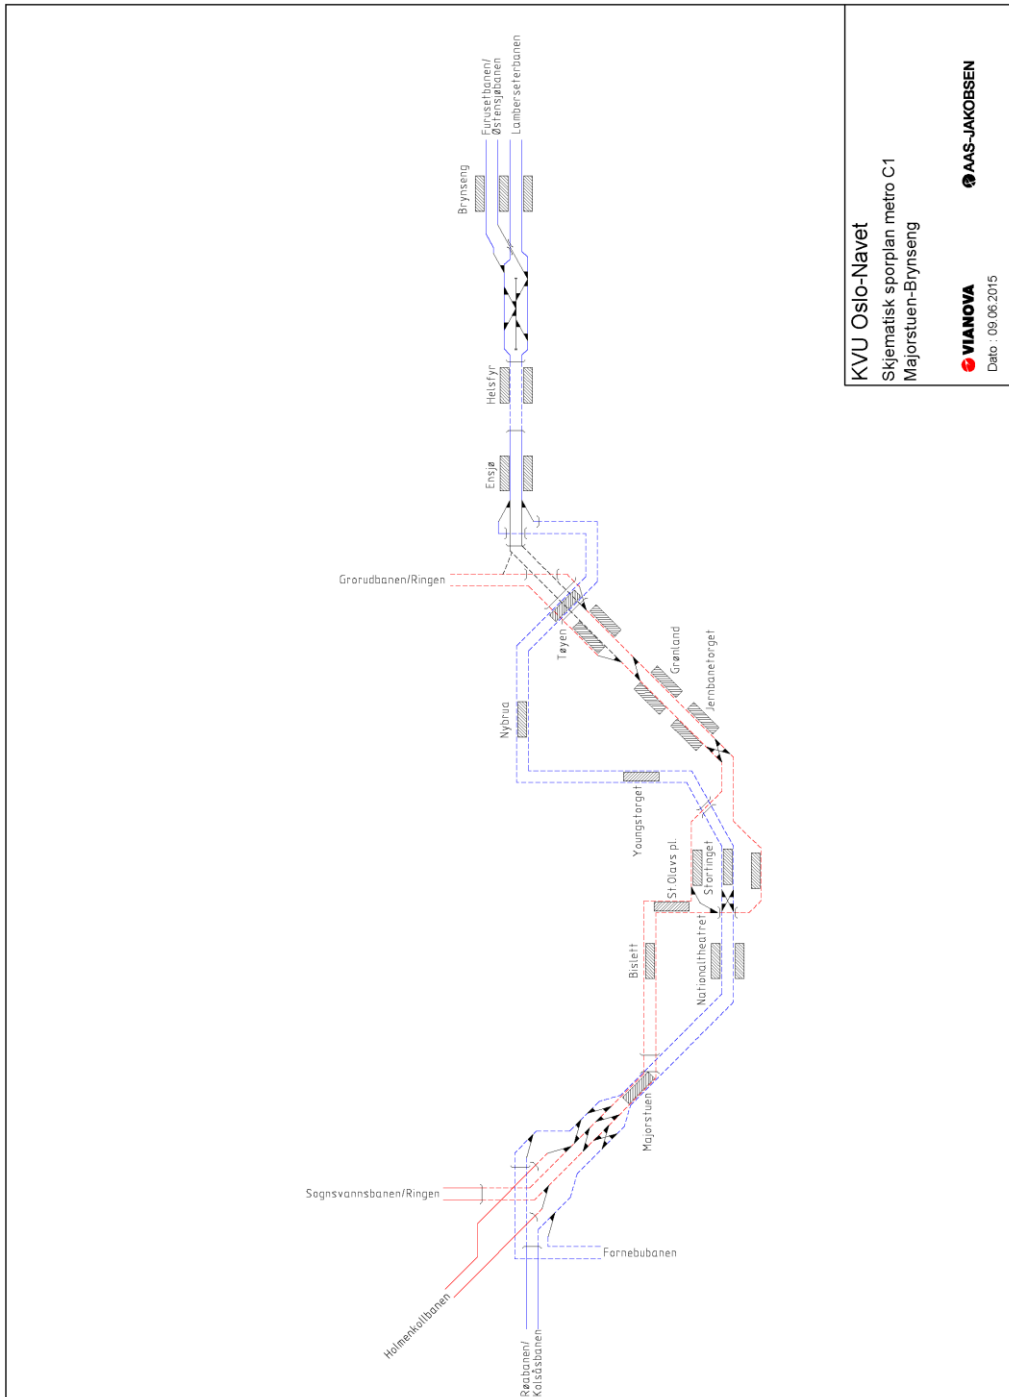 Furusetbanen/
Østensjøbanen
Lamberseterbanen
Brynseng
Helsfyr
Ensjø
Grorudbanen/Ringen
Tøyen
Grønland
Jernbanetorget
Nybrua
Youngstorget
St.Olavs pl.
Stortinget
Nationaltheatret
Bislett
Majorstuen
Sognsvannsbanen/Ringen
Fornebubanen
Holmenkollbanen
Røabanen/
Kolsåsbanen
KVU Oslo-Navet
Skjematisk sporplan metro C1
Majorstuen-Brynseng
VIANOVA
AAS-JAKOBSEN
Dato : 09.06.2015